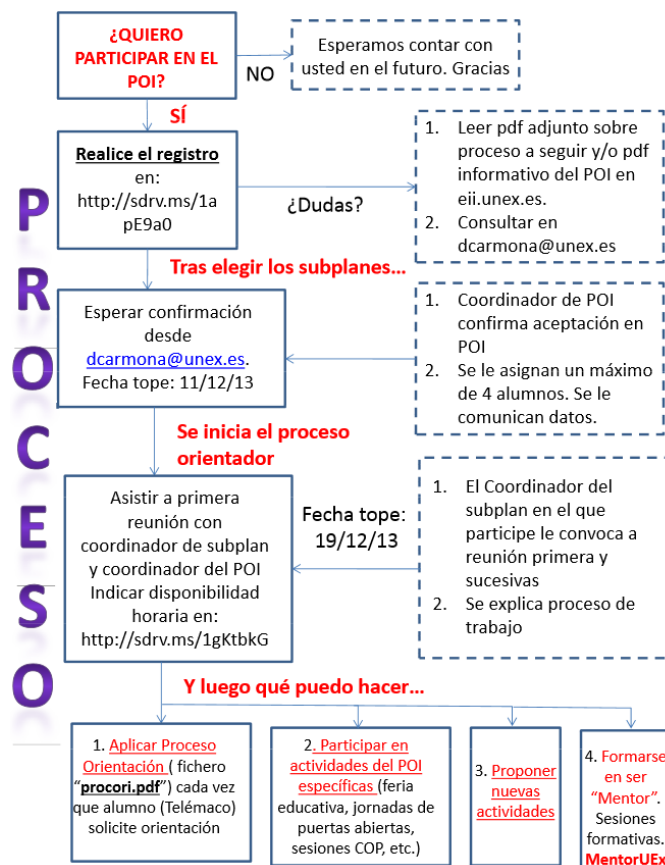 ¿QUIERO
PARTICIPAR EN EL
POI?
NO
Esperamos contar con
usted en el futuro. Gracias
SÍ
Realice el registro
en:
http://sdrv.ms/1a
pE9a0
¿Dudas?
1. Leer pdf adjunto sobre
proceso a seguir y/o pdf
informativo del POI en
eii.unex.es.
2. Consultar en
dcarmona@unex.es
PROCESO
Tras elegir los subplanes...
Esperar confirmación
desde
dcarmona@unex.es.
Fecha tope: 11/12/13
1. Coordinador de POI
confirma aceptación en
POI
2. Se le asignan un máximo
de 4 alumnos. Se le
comunican datos.
Se inicia el proceso
orientador
Asistir a primera
reunión con
coordinador de subplan
y coordinador del POI
Indicar disponibilidad
horaria en:
http://sdrv.ms/1gKtbkG
Fecha tope:
19/12/13
1. El Coordinador del
subplan en el que
participe le convoca a
reunión primera y
sucesivas
2. Se explica proceso de
trabajo
Y luego qué puedo hacer...
1. Aplicar Proceso
Orientación ( fichero
“procori.pdf”) cada vez
que alumno (Telémaco)
solicite orientación
2. Participar en
actividades del POI
específicas (feria
educativa, jornadas de
puertas abiertas,
sesiones COP, etc.)
3. Proponer
nuevas
actividades
4. Formarse
en ser
“Mentor”.
Sesiones
formativas.
MentorUEx